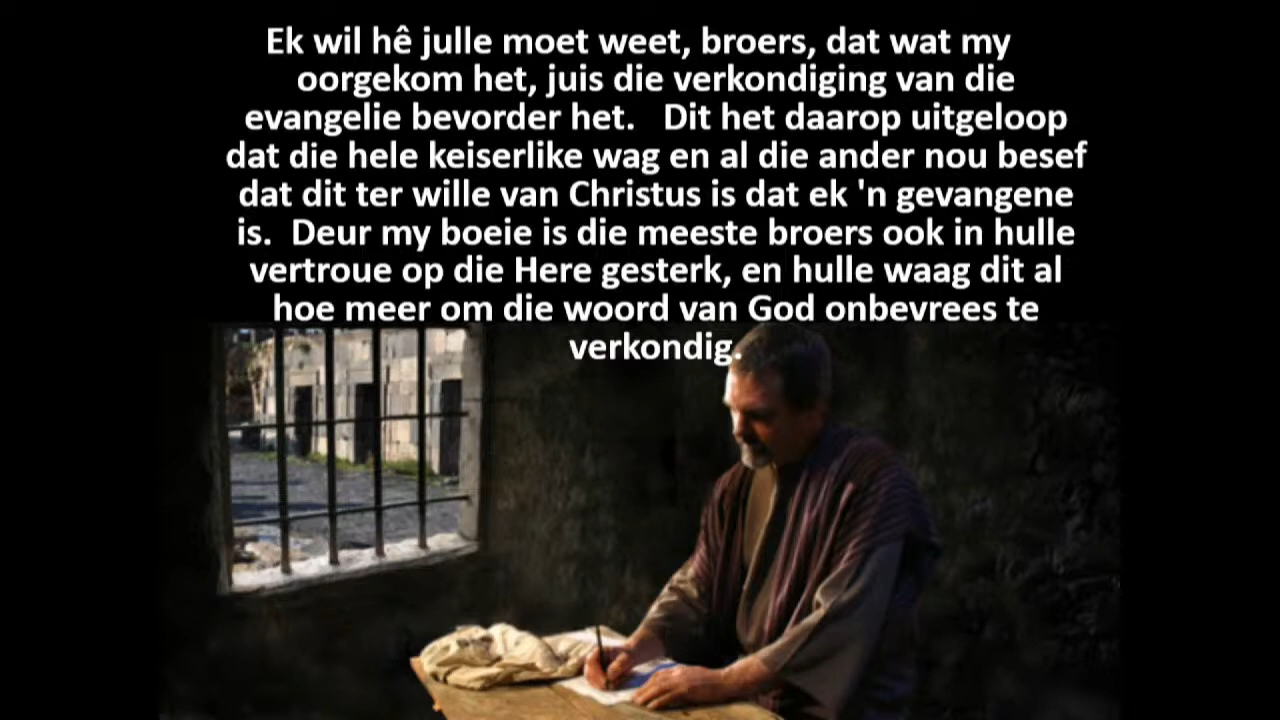 Ek wil hê julle moet weet, broers, dat wat my
oorgekom het, juis die verkondiging van die
evangelie bevorder het.   Dit het daarop uitgeloop
dat die hele keiserlike wag en al die ander nou besef
dat dit ter wille van Christus is dat ek 'n gevangene
is.  Deur my boeie is die meeste broers ook in hulle
vertroue op die Here gesterk, en hulle waag dit al
hoe meer om die woord van God onbevrees te
verkondig.